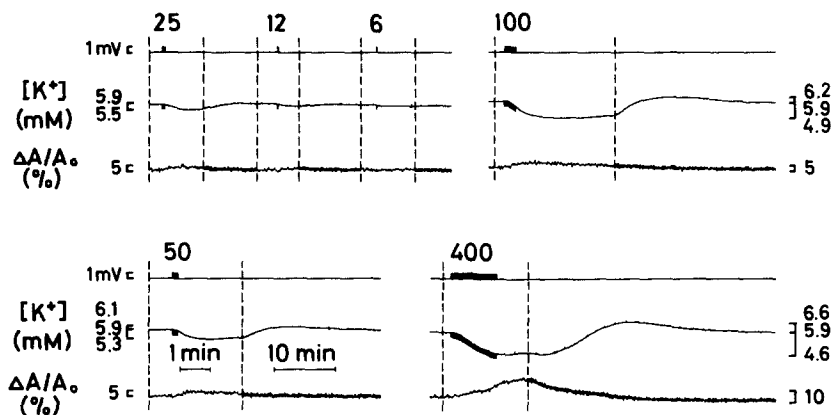 25 12 6 100
1mV
[K+] 5.9 6.2
(mM) 5.5 5.9
4.9
ΔA/A₀ 5 5
(%)
50 400
1mV
[K+] 6.1 6.6
5.9 5.9
(mM) 5.3 4.6
1 min 10 min
ΔA/A₀ 5 10
(%)